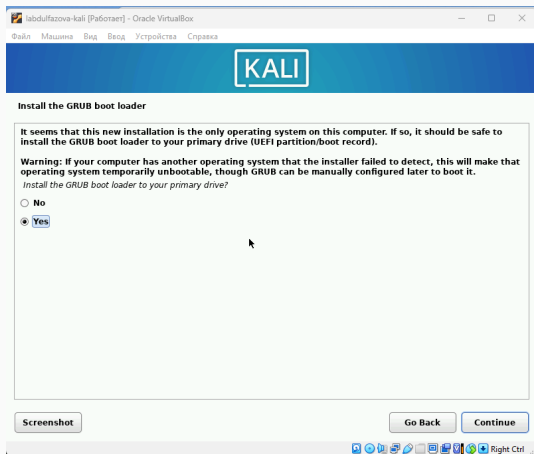 labdulfazova-kali [Работает] - Oracle VirtualBox
Файл Машина Вид Ввод Устройства Справка
KALI
Install the GRUB boot loader
It seems that this new installation is the only operating system on this computer. If so, it should be safe to
install the GRUB boot loader to your primary drive (UEFI partition/boot record).
Warning: If your computer has another operating system that the installer failed to detect, this will make that
operating system temporarily unbootable, though GRUB can be manually configured later to boot it.
Install the GRUB boot loader to your primary drive?
No
Yes
Screenshot
Go Back
Continue
Right Ctrl